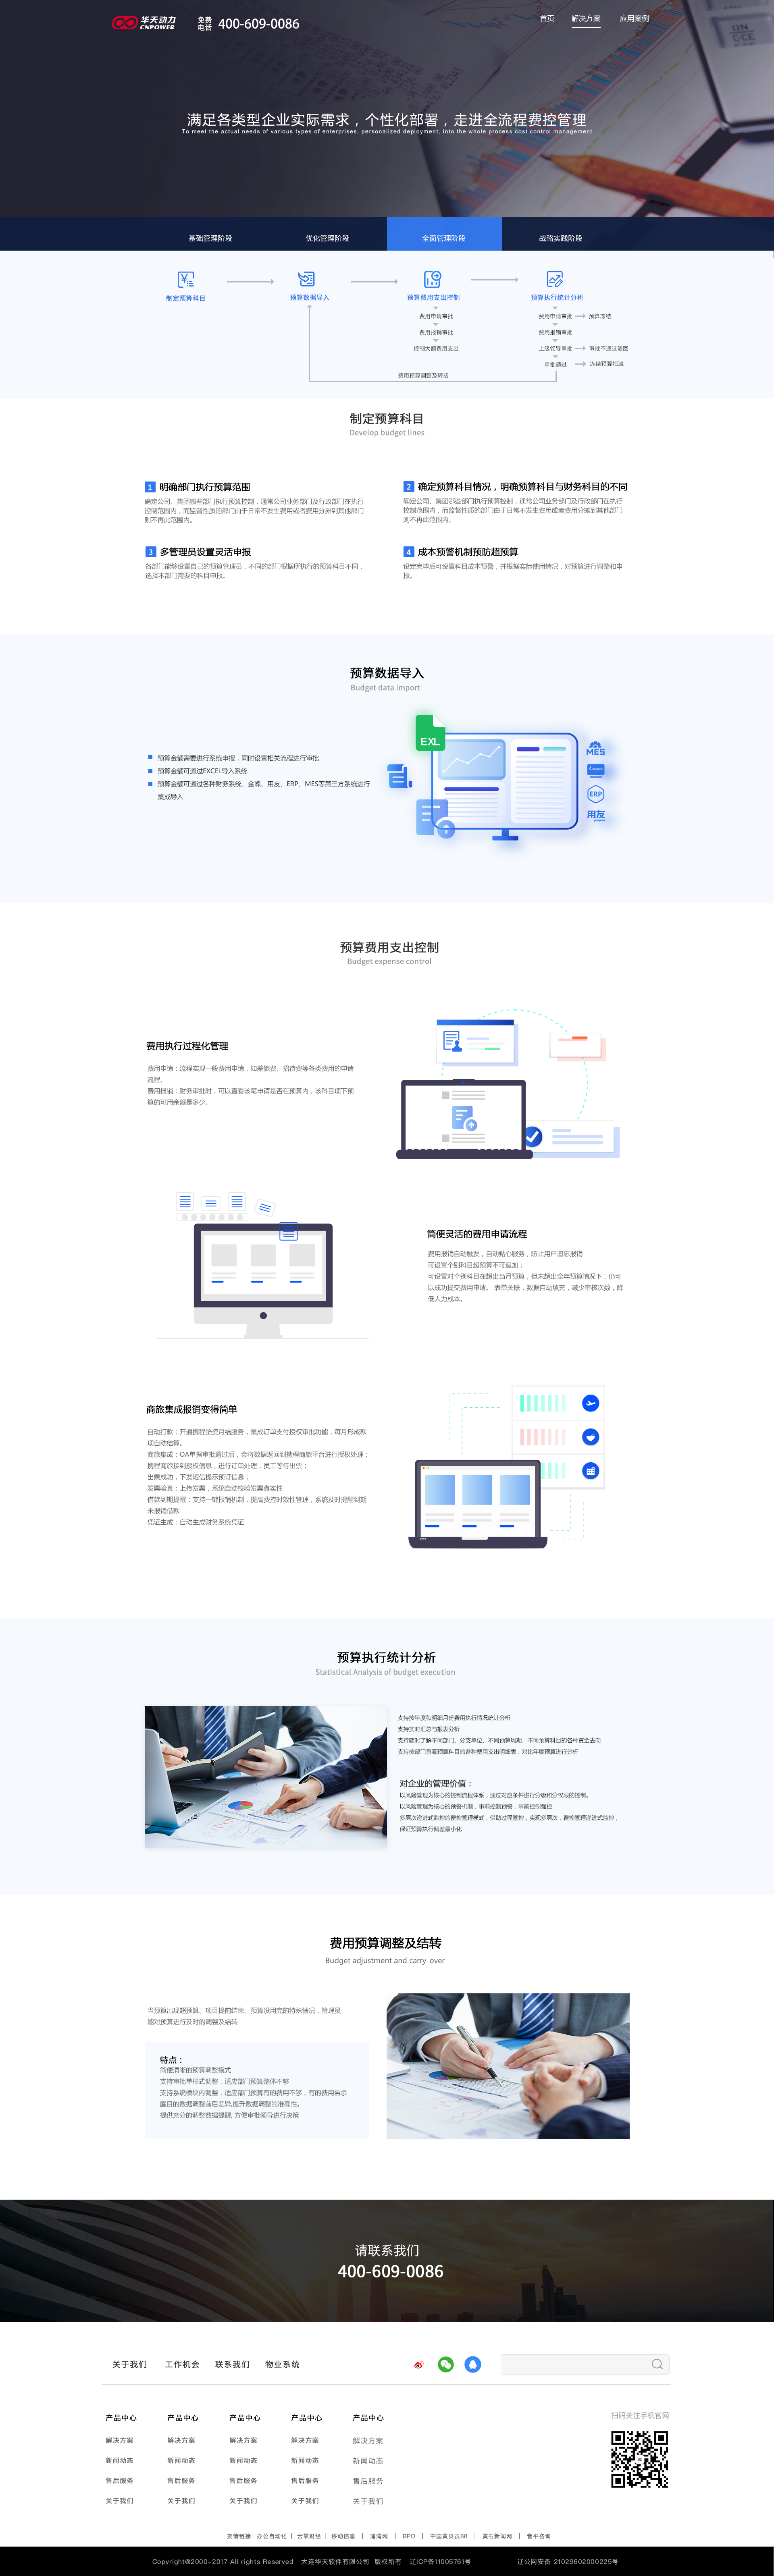 华天动力
CNPOWER
免费
电话
400-609-0086
首页
解决方案
应用案例
满足各类型企业实际需求，个性化部署，走进全流程费控管理
To meet the actual needs of various types of enterprises, personalized deployment, into the whole process cost control management
基础管理阶段
优化管理阶段
全面管理阶段
战略实践阶段
制定预算科目
预算数据导入
预算费用支出控制
预算执行统计分析
费用申请审批
费用报销审批
控制大额费用支出
费用申请审批
预算冻结
费用报销审批
上级领导审批
审批不通过驳回
审批通过
冻结预算扣减
费用预算调整及转接
制定预算科目
Develop budget lines
1 明确部门执行预算范围
确定公司、集团哪些部门执行预算控制，通常公司业务部门及行政部门在执行
控制范围内，而监督性质的部门由于日常不发生费用或者费用分摊到其他部门
则不再此范围内。
2 确定预算科目情况，明确预算科目与财务科目的不同
确定公司、集团哪些部门执行预算控制，通常公司业务部门及行政部门在执行
控制范围内，而监督性质的部门由于日常不发生费用或者费用分摊到其他部门
则不再此范围内。
3 多管理员设置灵活申报
各部门能够设置自己的预算管理员，不同的部门根据所执行的预算科目不同，
选择本部门需要的科目申报。
4 成本预警机制预防超预算
设定完毕后可设置科目成本预警，并根据实际使用情况，对预算进行调整和申
报。
预算数据导入
Budget data import
预算金额需要进行系统申报，同时设置相关流程进行审批
预算金额可通过EXCEL导入系统
预算金额可通过各种财务系统、金蝶、用友、ERP、MES等第三方系统进行
集成导入
EXL
MES
ERP
用友
预算费用支出控制
Budget expense control
费用执行过程化管理
费用申请：流程实现一般费用申请，如差旅费、招待费等各类费用的申请
流程。
费用报销：财务审批时，可以查看该笔申请是否在预算内，该科目项下预
算的可用余额是多少。
简便灵活的费用申请流程
费用报销自动触发，自动贴心服务，防止用户遗忘报销
可设置个别科目超预算不可追加；
可设置对个别科目在超出当月预算，但未超出全年预算情况下，仍可
以成功提交费用申请。 表单关联，数据自动填充，减少审核次数，降
低人力成本。
商旅集成报销变得简单
自动打款：开通携程垫资月结服务，集成订单支付授权审批功能，每月形成款
项自动结算。
商旅集成：OA单据审批通过后，会将数据返回到携程商旅平台进行授权处理；
携程商旅接到授权信息，进行订单处理，员工等待出票；
出票成功，下发短信提示预订信息；
发票验真：上传发票，系统自动校验发票真实性
借款到期提醒：支持一键报销机制，提高费控时效性管理，系统及时提醒到期
未报销借款
凭证生成：自动生成财务系统凭证
预算执行统计分析
Statistical Analysis of budget execution
支持按年度和明细月份费用执行情况统计分析
支持实时汇总与报表分析
支持随时了解不同部门、分支单位、不同预算周期、不同预算科目的各种资金去向
支持按部门查看预算科目的各种费用支出明细表，对比年度预算进行分析
对企业的管理价值：
以风险管理为核心的控制流程体系，通过对应条件进行分级和分权限的控制。
以风险管理为核心的预警机制，事前控制预警，事前控制强控
多层次递进式监控的费控管理模式，借助过程管控，实现多层次，费控管理递进式监控，
保证预算执行偏差最小化
费用预算调整及结转
Budget adjustment and carry-over
当预算出现超预算、项目提前结束、预算没用完的特殊情况，管理员
能对预算进行及时的调整及结转
特点：
简便清晰的预算调整模式
支持审批单形式调整，适应部门预算整体不够
支持系统模块内调整，适应部门预算有的费用不够，有的费用盈余
醒目的数据调整前后差异,提升数据调整的准确性。
提供充分的调整数据提醒, 方便审批领导进行决策
请联系我们
400-609-0086
关于我们
工作机会
联系我们
物业系统
产品中心 产品中心 产品中心 产品中心 产品中心
解决方案 解决方案 解决方案 解决方案 解决方案
新闻动态 新闻动态 新闻动态 新闻动态 新闻动态
售后服务 售后服务 售后服务 售后服务 售后服务
关于我们 关于我们 关于我们 关于我们 关于我们
扫码关注手机官网
友情链接：办公自动化 | 云掌财经 | 移动信息 | 蒲湾网 | BPO | 中国黄页页88 | 黄石新闻网 | 晋平咨询
Copyright@2000-2017 All rights Reserved 大连华天软件有限公司 版权所有 辽ICP备11005761号 辽公网安备 21029602000225号